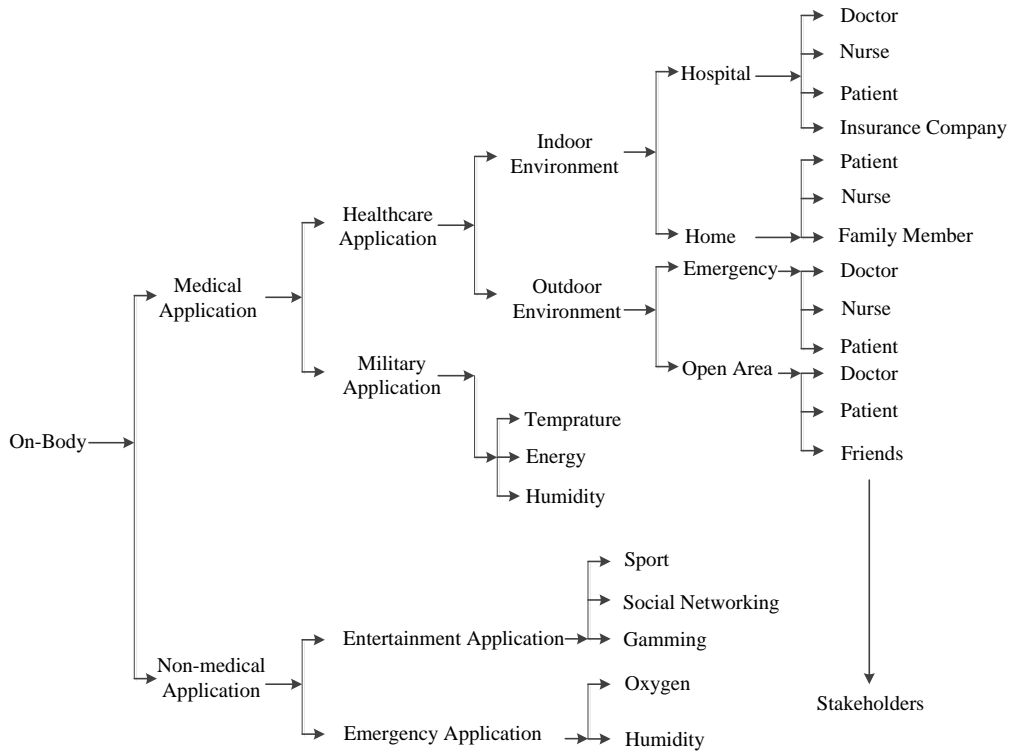 Doctor
Nurse
Hospital
Patient
Insurance Company
Indoor
Environment
Patient
Nurse
Healthcare
Application
Home
Family Member
Medical
Application
Outdoor
Environment
Emergency
Doctor
Nurse
Patient
Military
Application
Open Area
Doctor
Patient
Friends
On-Body
Temprature
Energy
Humidity
Sport
Social Networking
Entertainment Application
Gamming
Non-medical
Application
Oxygen
Emergency Application
Humidity
Stakeholders